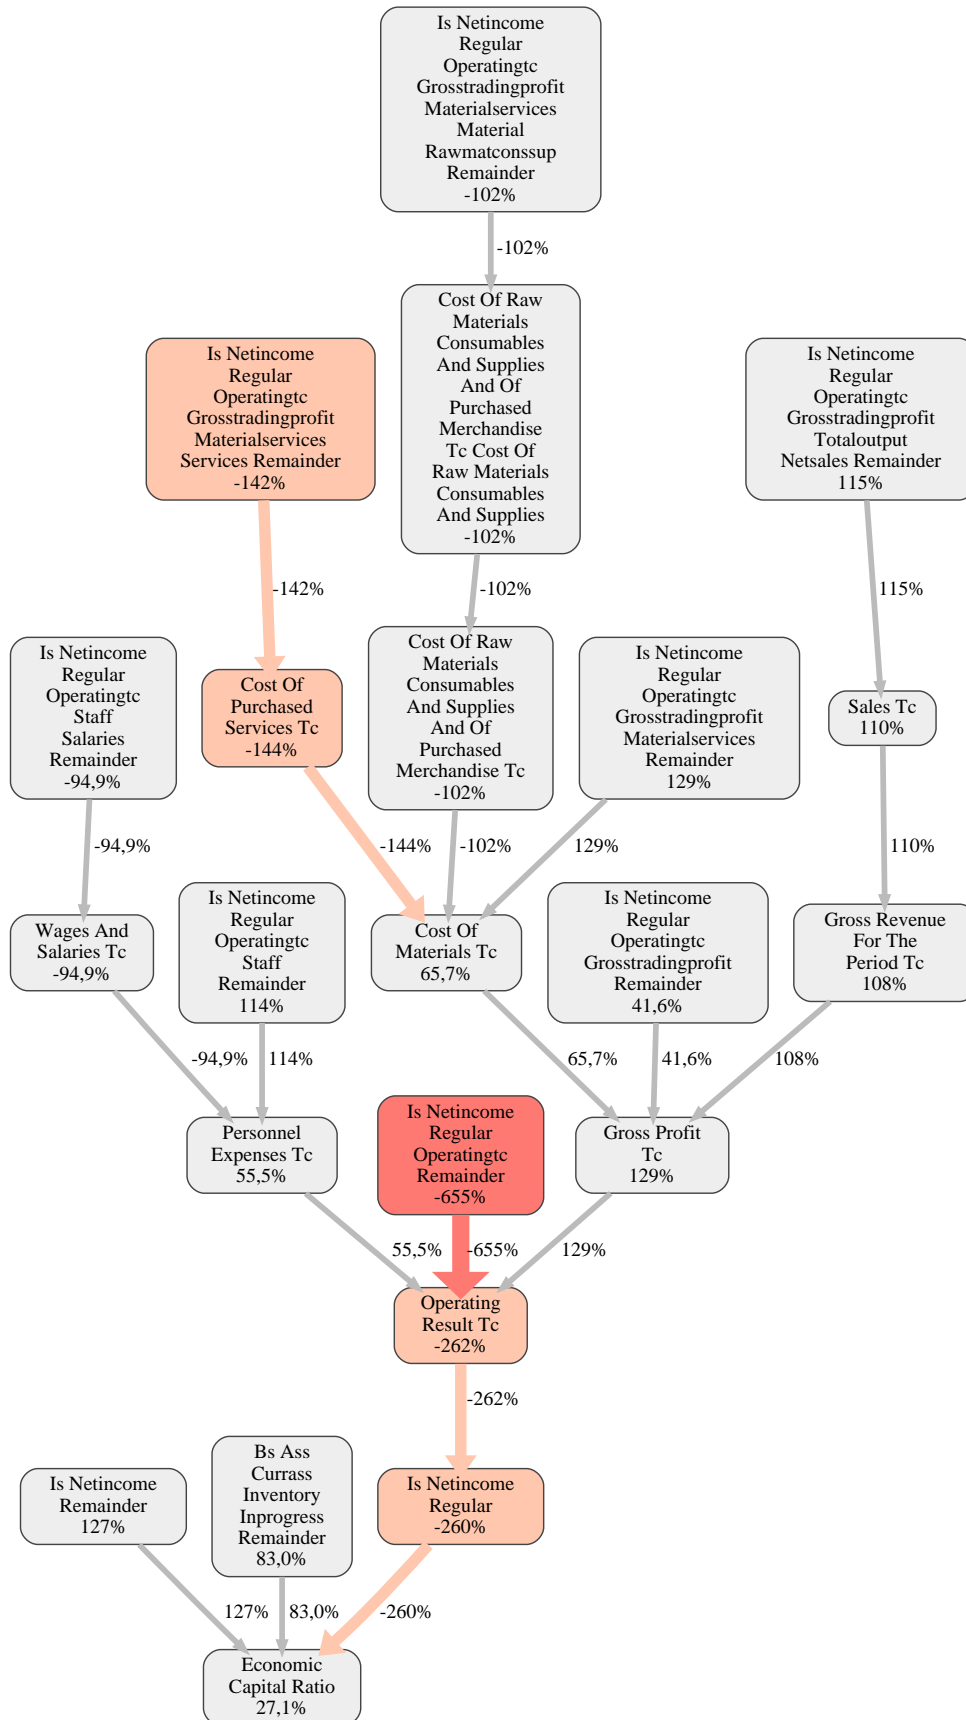 Is Netincome
Regular
Operatingtc
Grosstradingprofit
Materialservices
Material
Rawmatconssup
Remainder
-102%
-102%
Cost Of Raw
Materials
Consumables
And Supplies
And Of
Purchased
Merchandise
Tc Cost Of
Raw Materials
Consumables
And Supplies
-102%
Is Netincome
Regular
Operatingtc
Grosstradingprofit
Materialservices
Services Remainder
-142%
Is Netincome
Regular
Operatingtc
Grosstradingprofit
Totaloutput
Netsales Remainder
115%
-142%
-102%
115%
Is Netincome
Regular
Operatingtc
Staff
Salaries
Remainder
-94,9%
Cost Of
Purchased
Services Tc
-144%
Cost Of Raw
Materials
Consumables
And Supplies
And Of
Purchased
Merchandise Tc
-102%
Is Netincome
Regular
Operatingtc
Grosstradingprofit
Materialservices
Remainder
129%
Sales Tc
110%
-94,9%
-144%
-102%
129%
110%
Wages And
Salaries Tc
-94,9%
Is Netincome
Regular
Operatingtc
Staff
Remainder
114%
Cost Of
Materials Tc
65,7%
Is Netincome
Regular
Operatingtc
Grosstradingprofit
Remainder
41,6%
Gross Revenue
For The
Period Tc
108%
-94,9%
114%
65,7%
41,6%
108%
Personnel
Expenses Tc
55,5%
Is Netincome
Regular
Operatingtc
Remainder
-655%
Gross Profit
Tc
129%
55,5%
-655%
129%
Operating
Result Tc
-262%
-262%
Is Netincome
Remainder
127%
Bs Ass
Currass
Inventory
Inprogress
Remainder
83,0%
Is Netincome
Regular
-260%
127%
83,0%
-260%
Economic
Capital Ratio
27,1%